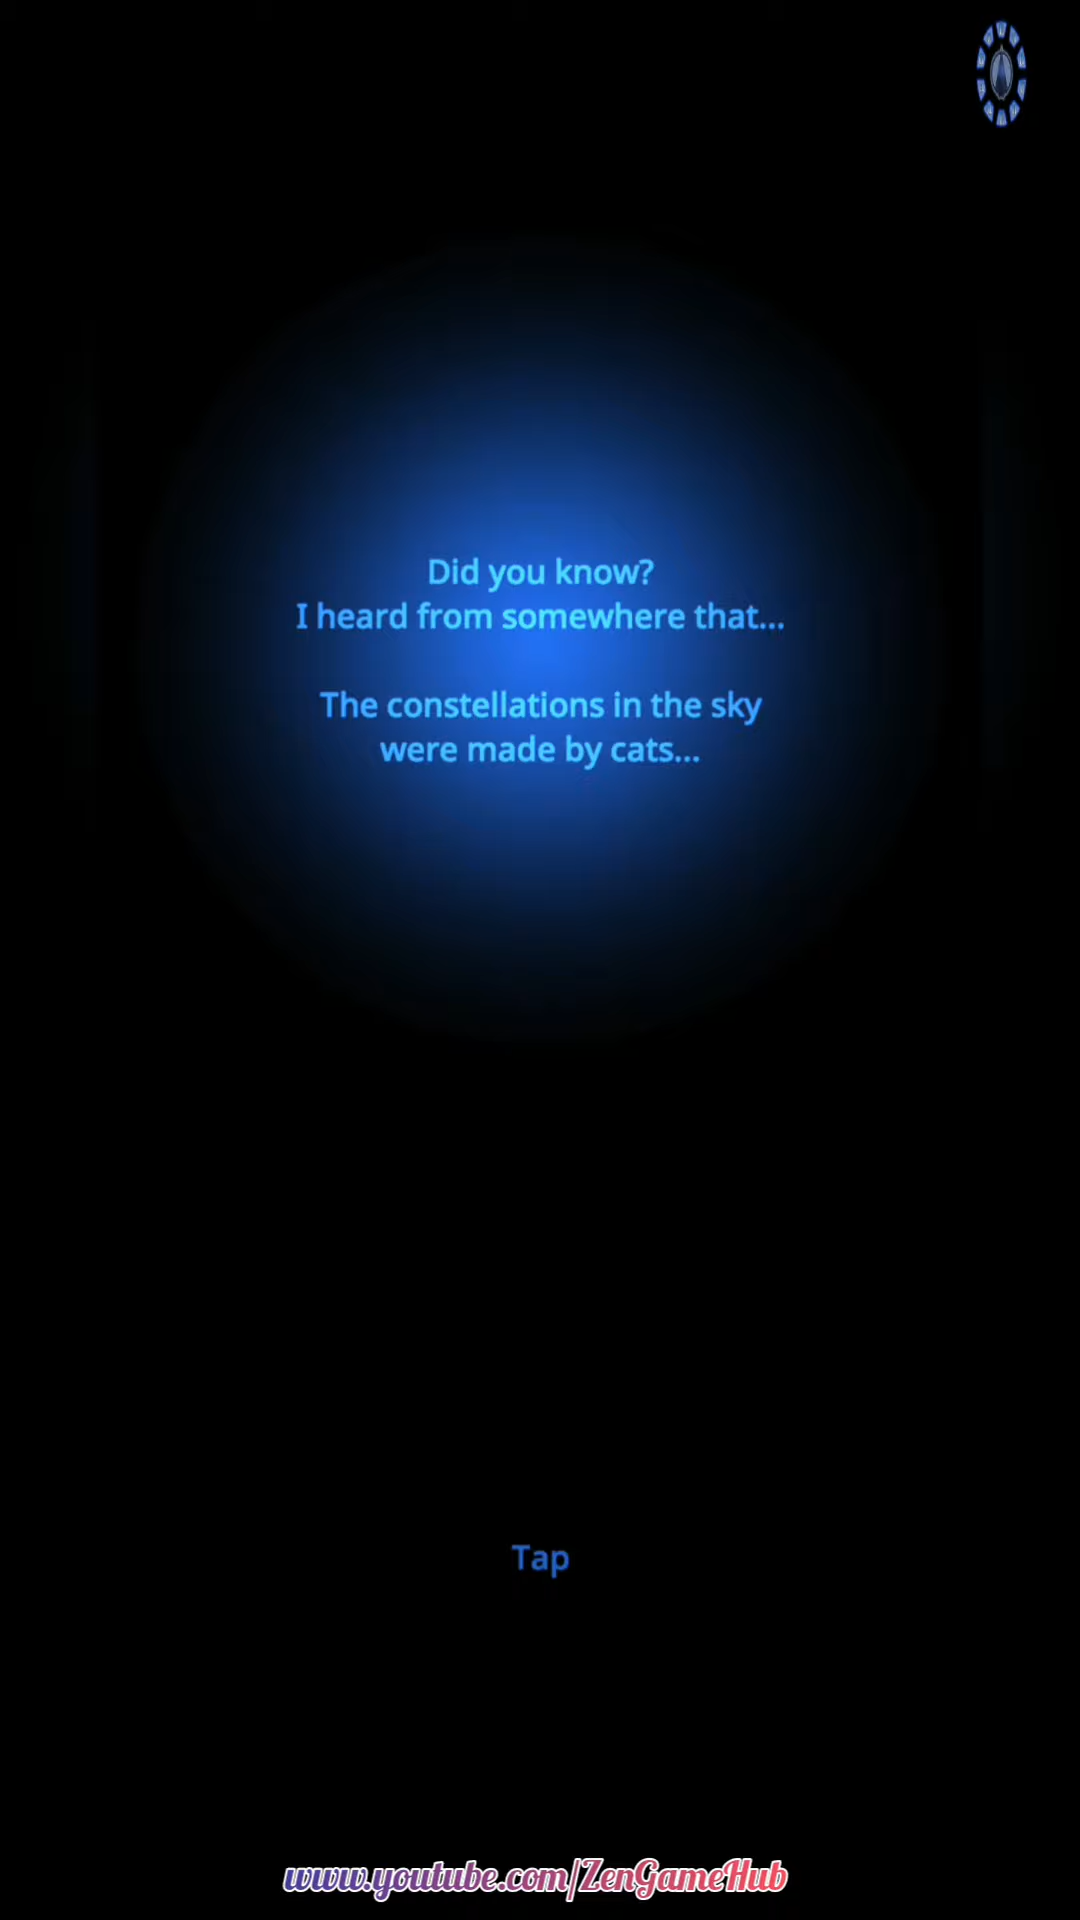 Did you know?
I heard from somewhere that...
The constellations in the sky
were made by cats...
Tap
www.youtube.com/ZenGameHub